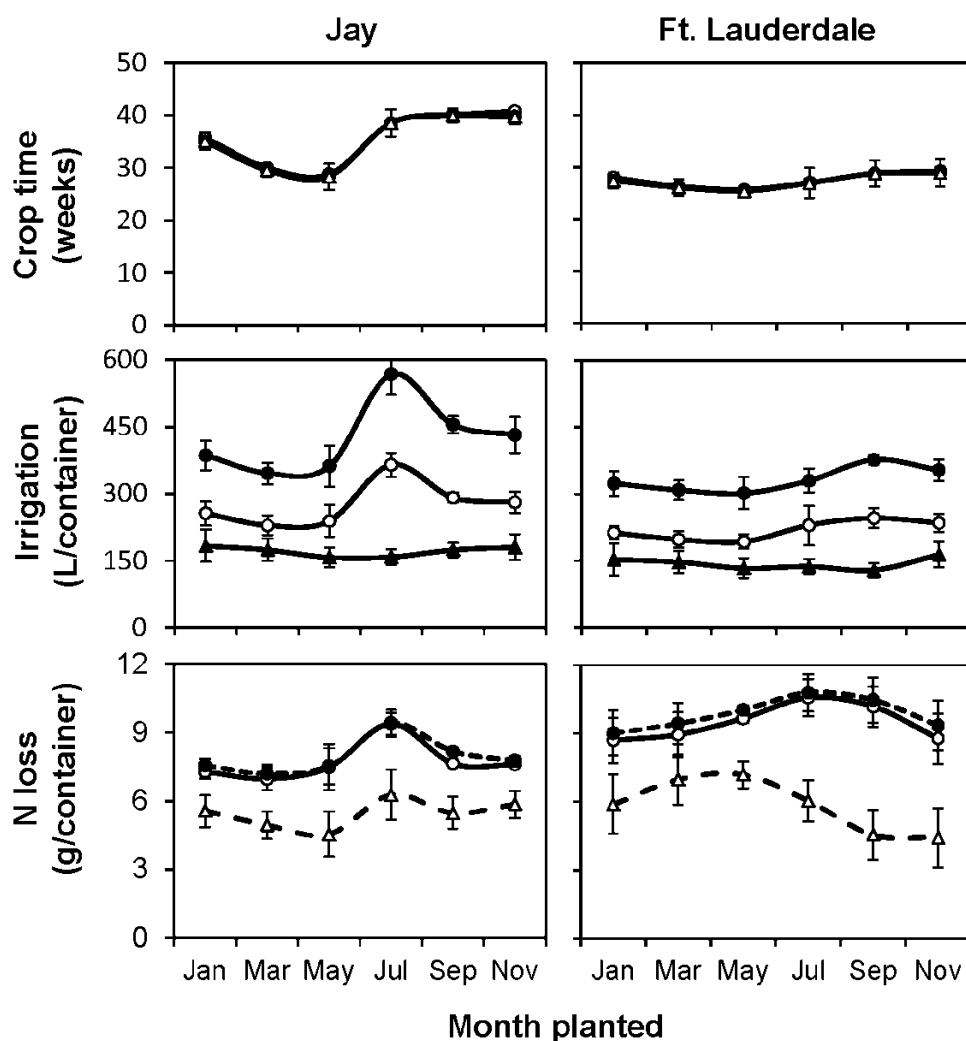 Jay
Ft. Lauderdale
Crop time
(weeks)
50
40
30
20
10
0
Irrigation
(L/container)
600
450
300
150
0
N loss
(g/container)
12
9
6
3
0
Jan Mar May Jul Sep Nov
Jan Mar May Jul Sep Nov
Month planted